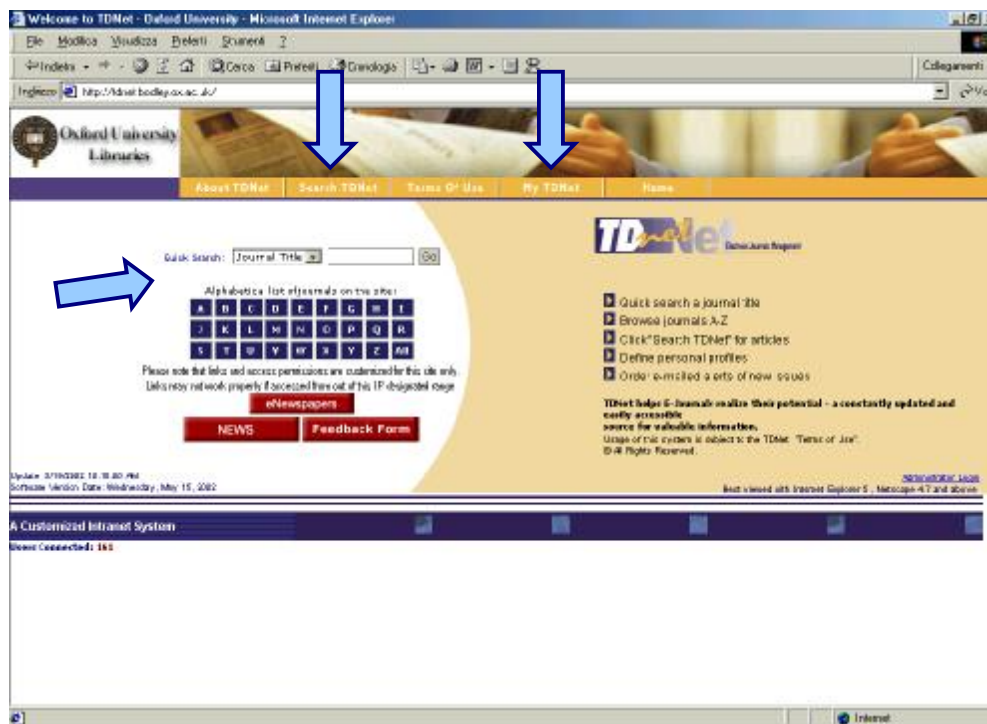 Welcome to TDNet - Oxford University - Microsoft Internet Explorer
File Modifica Visualizza Preferiti Strumenti ?
Indietro Cerca Preferiti Cronologia Collegamenti
Indirizzo http://tdnet.bodley.ox.ac.uk/
Oxford University
Libraries
About TDNet Search TDNet Terms Of Use My TDNet Home
TDnet
Quick Search: Journal Title Go
Alphabetical list of journals on the site:
A B C D E F G H I
J K L M N O P Q R
S T U V W X Y Z All
Please note that links and access permissions are customized for this site only.
Links may not work properly if accessed from out of this IP designated range
eNewspapers
NEWS Feedback Form
Quick search a journal title
Browse journals A-Z
Click "Search TDNet" for articles
Define personal profiles
Order e-mailed alerts of new issues
TDNet helps E-Journals realize their potential - a constantly updated and
easily accessible
source for valuable information.
Usage of this system is subject to the TDNet "Terms of Use".
© All Rights Reserved.
Update
Software Version Date: Wednesday, May 15, 2002
Administrator Login
Best viewed with Internet Explorer 5 , Netscape 4.7 and above
A Customized Intranet System
Users Connected: 161
Internet